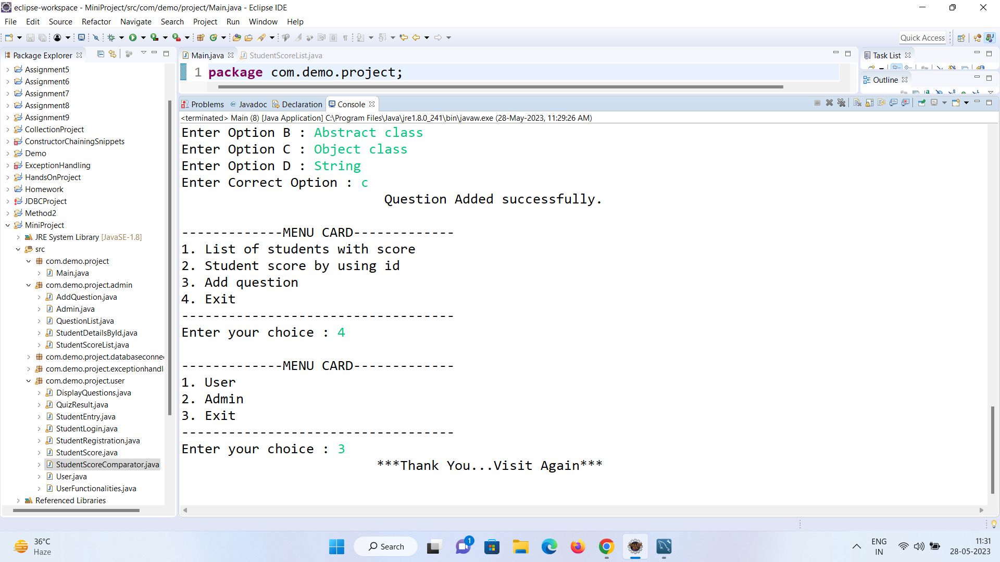 eclipse-workspace - MiniProject/src/com/demo/project/Main.java - Eclipse IDE
File Edit Source Refactor Navigate Search Project Run Window Help
Quick Access
Package Explorer
Assignment5
Assignment6
Assignment7
Assignment8
Assignment9
CollectionProject
ConstructorChainingSnippets
Demo
ExceptionHandling
HandsOnProject
Homework
JDBCProject
Method2
MiniProject
JRE System Library [JavaSE-1.8]
src
com.demo.project
Main.java
com.demo.project.admin
AddQuestion.java
Admin.java
QuestionList.java
StudentDetailsById.java
StudentScoreList.java
com.demo.project.databaseconne
com.demo.project.exceptionhandl
com.demo.project.user
DisplayQuestions.java
QuizResult.java
StudentEntry.java
StudentLogin.java
StudentRegistration.java
StudentScore.java
StudentScoreComparator.java
User.java
UserFunctionalities.java
Referenced Libraries
Main.java StudentScoreList.java
1 package com.demo.project;
Task List
Outline
Problems Javadoc Declaration Console
<terminated> Main (8) [Java Application] C:\Program Files\Java\jre1.8.0_241\bin\javaw.exe (28-May-2023, 11:29:26 AM)
Enter Option B : Abstract class
Enter Option C : Object class
Enter Option D : String
Enter Correct Option : c
Question Added successfully.
-------------MENU CARD-------------
1. List of students with score
2. Student score by using id
3. Add question
4. Exit
-----------------------------------
Enter your choice : 4
-------------MENU CARD-------------
1. User
2. Admin
3. Exit
-----------------------------------
Enter your choice : 3
***Thank You...Visit Again***
36°C
Haze
Search
1
ENG
IN
11:31
28-05-2023